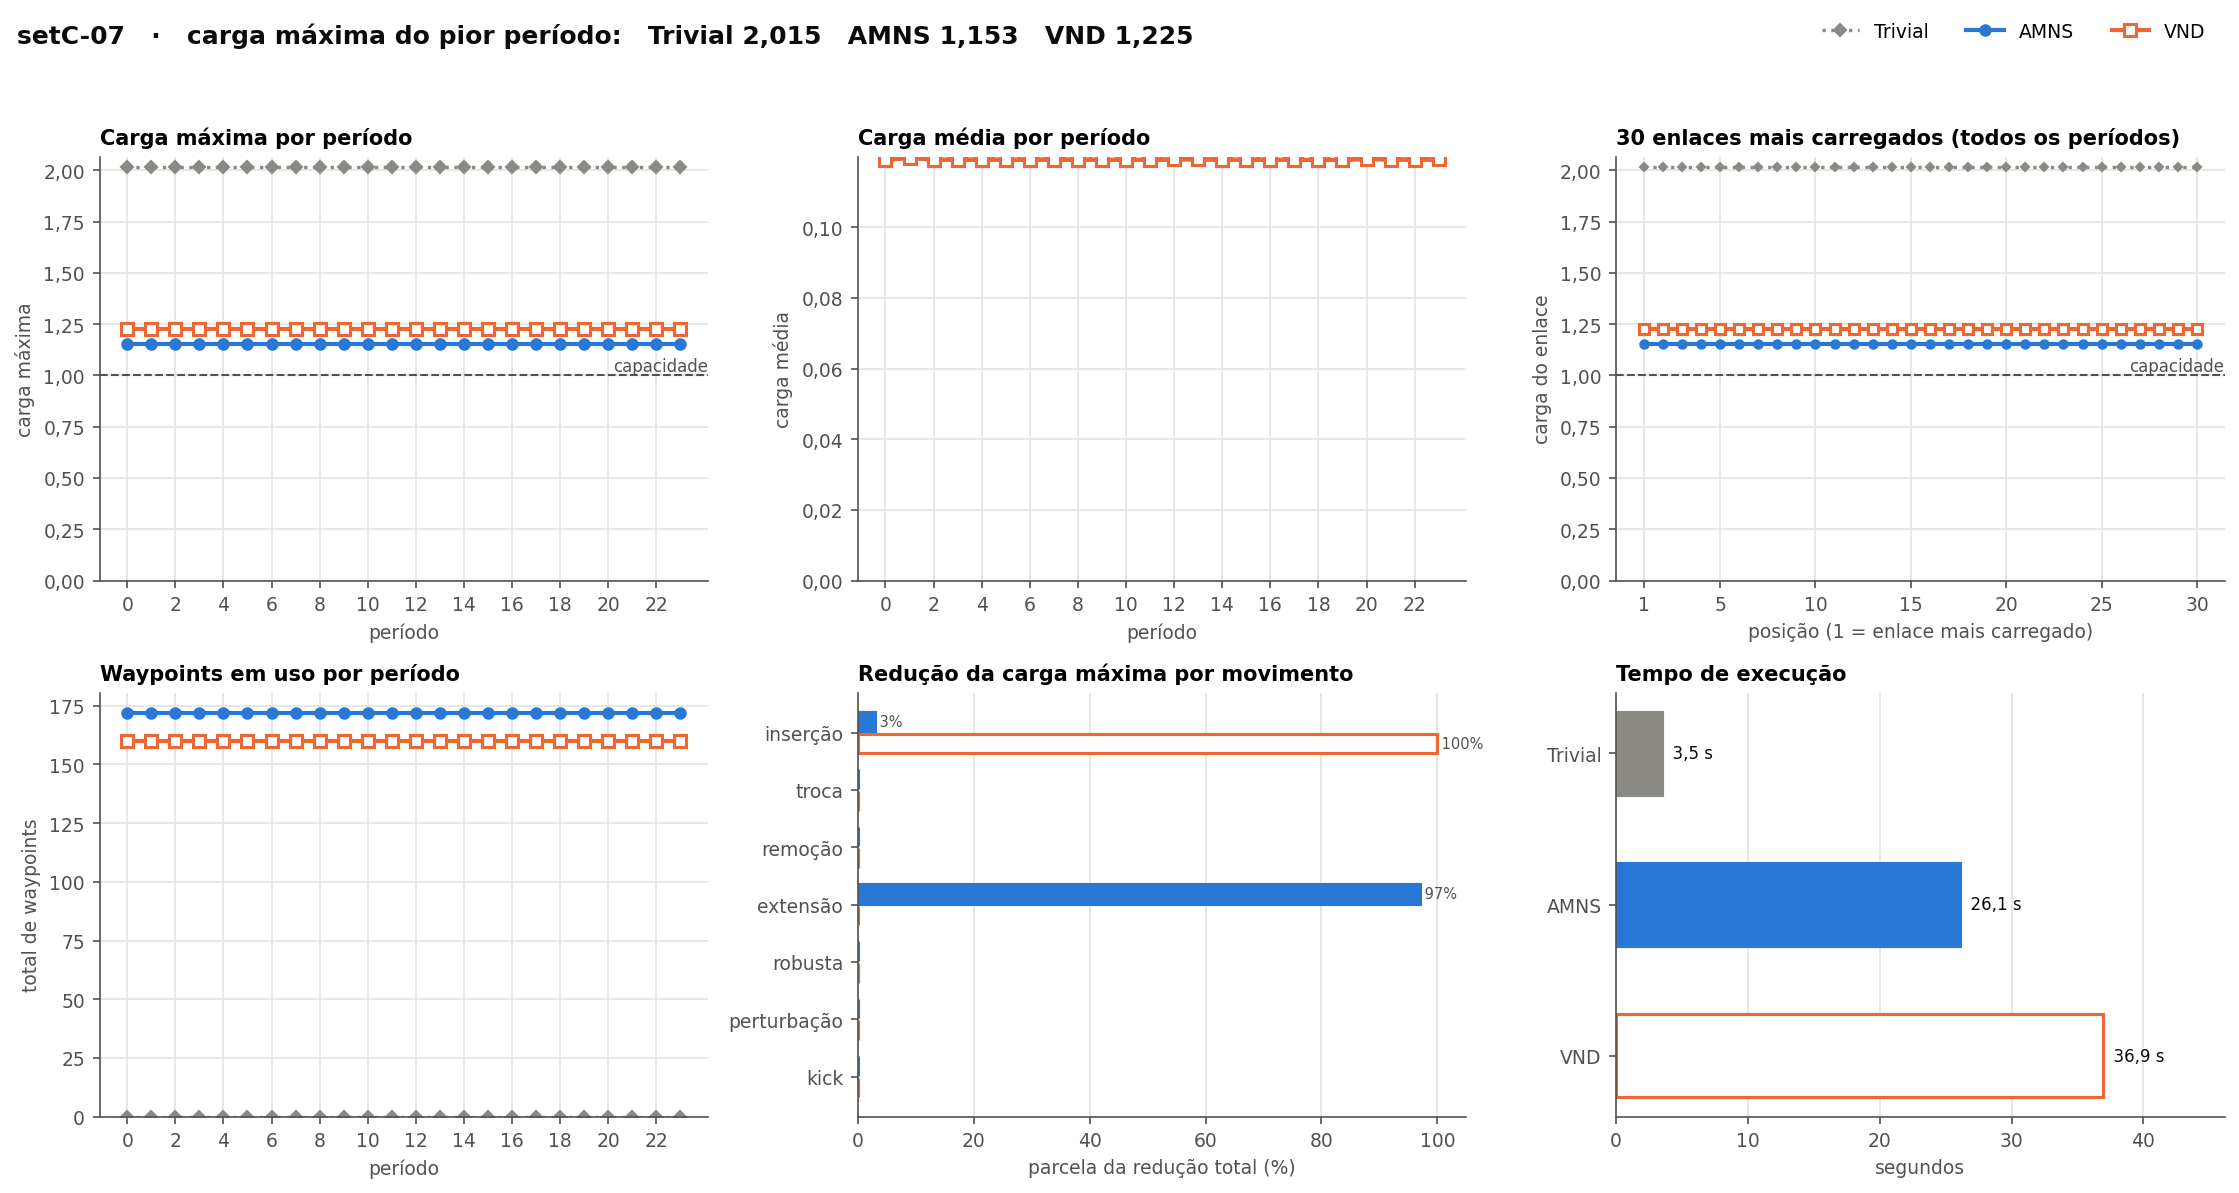 setC-07 · carga máxima do pior período: Trivial 2,015 AMNS 1,153 VND 1,225
Trivial AMNS VND
Carga máxima por período
carga máxima
2,00
1,75
1,50
1,25
1,00
0,75
0,50
0,25
0,00
capacidade
0 2 4 6 8 10 12 14 16 18 20 22
período
Carga média por período
carga média
0,10
0,08
0,06
0,04
0,02
0,00
0 2 4 6 8 10 12 14 16 18 20 22
período
30 enlaces mais carregados (todos os períodos)
carga do enlace
2,00
1,75
1,50
1,25
1,00
0,75
0,50
0,25
0,00
capacidade
1 5 10 15 20 25 30
posição (1 = enlace mais carregado)
Waypoints em uso por período
total de waypoints
175
150
125
100
75
50
25
0
0 2 4 6 8 10 12 14 16 18 20 22
período
Redução da carga máxima por movimento
inserção 3%
100%
troca
remoção
extensão 97%
robusta
perturbação
kick
0 20 40 60 80 100
parcela da redução total (%)
Tempo de execução
Trivial 3,5 s
AMNS 26,1 s
VND 36,9 s
0 10 20 30 40
segundos